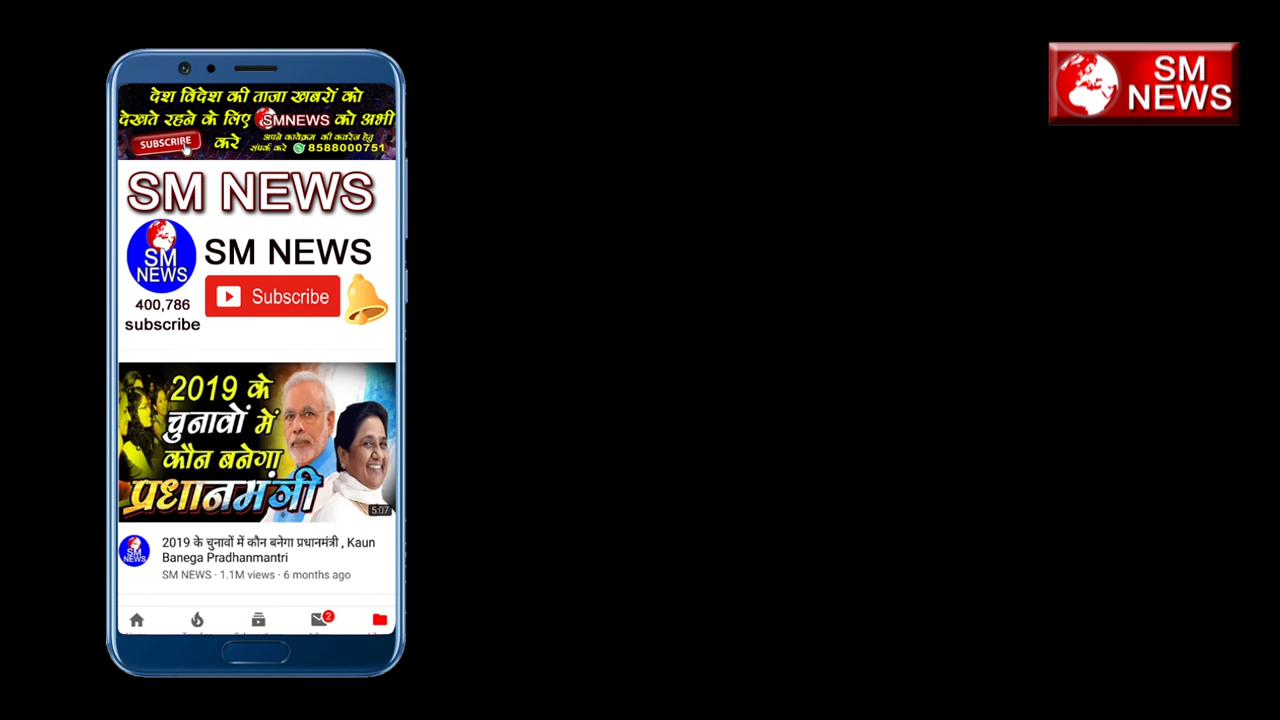 देश विदेश की ताजा खबरों को
देखते रहने के लिए SMNEWS को अभी
SUBSCRIBE करे अपने कार्यक्रम की कवरेज हेतु
संपर्क करे 8588000751
SM NEWS
SM NEWS
SM
NEWS
Subscribe
400,786
subscribe
2019 के
चुनावों में
कौन बनेगा
प्रधानमंत्री
5:07
SM
NEWS
2019 के चुनावों में कौन बनेगा प्रधानमंत्री , Kaun
Banega Pradhanmantri
SM NEWS · 1.1M views · 6 months ago
2
SM
NEWS